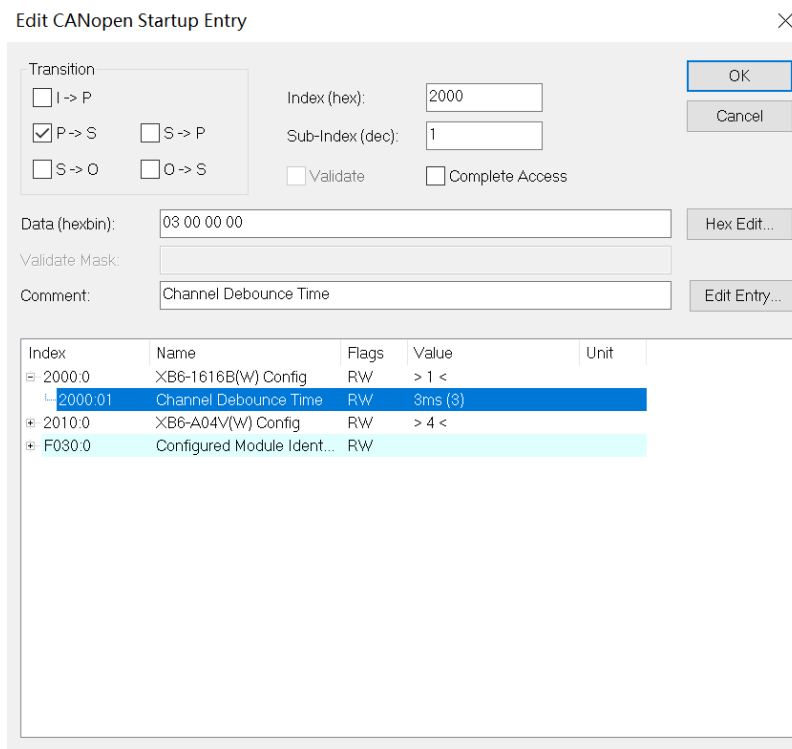 Edit CANopen Startup Entry
Transition
I -> P
P -> S
S -> P
S -> O
O -> S
Index (hex): 2000
Sub-Index (dec): 1
Validate
Complete Access
OK
Cancel
Data (hexbin): 03 00 00 00
Hex Edit...
Validate Mask:
Comment: Channel Debounce Time
Edit Entry...
Index Name Flags Value Unit
2000:0 XB6-1616B(W) Config RW > 1 <
2000:01 Channel Debounce Time RW 3ms (3)
2010:0 XB6-A04V(W) Config RW > 4 <
F030:0 Configured Module Ident... RW